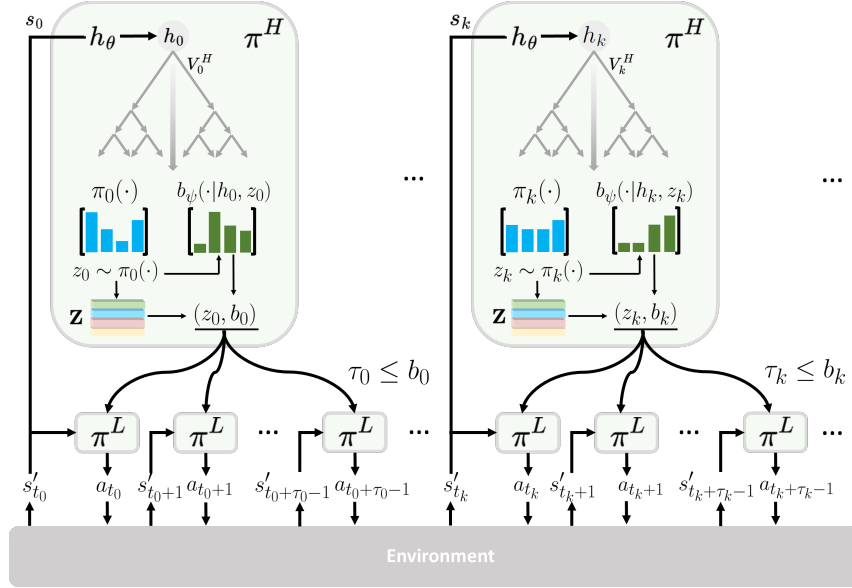 s_0 h_θ h_0 π^H
V_0^H
π_0(·) b_ψ(·|h_0, z_0)
z_0 ∼ π_0(·)
z (z_0, b_0)
τ_0 ≤ b_0
π^L π^L ... π^L ...
s'_{t_0} a_{t_0} s'_{t_0+1} a_{t_0+1} s'_{t_0+τ_0-1} a_{t_0+τ_0-1}
...
s_k h_θ h_k π^H
V_k^H
π_k(·) b_ψ(·|h_k, z_k)
z_k ∼ π_k(·)
z (z_k, b_k)
τ_k ≤ b_k
π^L π^L ... π^L ...
s'_{t_k} a_{t_k} s'_{t_k+1} a_{t_k+1} s'_{t_k+τ_k-1} a_{t_k+τ_k-1}
...
Environment